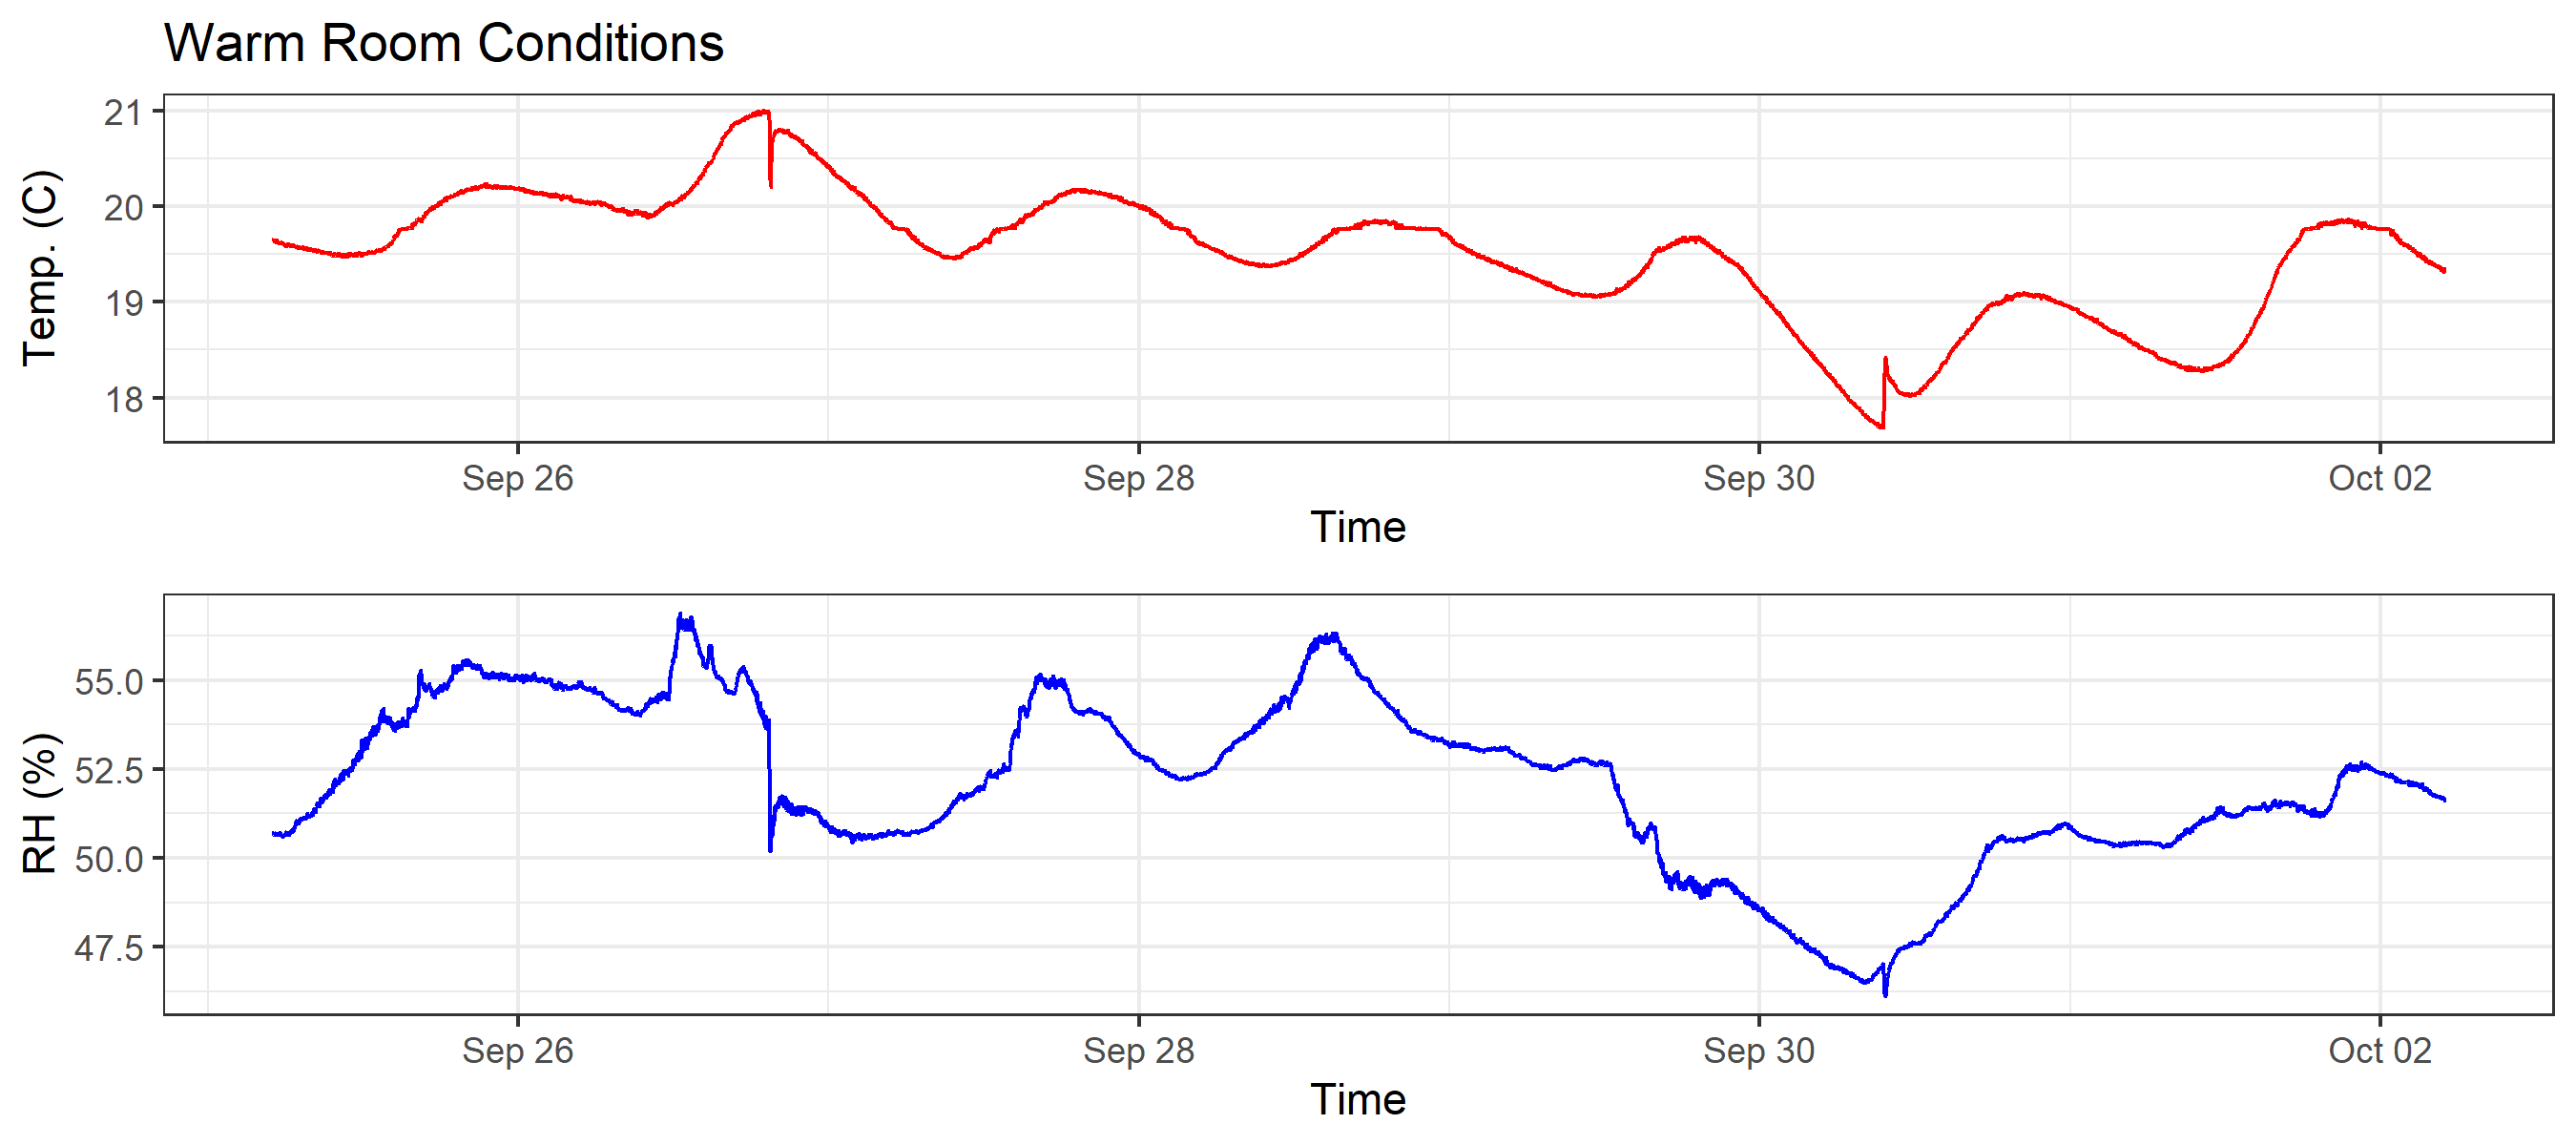 Warm Room Conditions
Temp. (C)
21
20
19
18
Sep 26 Sep 28 Sep 30 Oct 02
Time
RH (%)
55.0
52.5
50.0
47.5
Sep 26 Sep 28 Sep 30 Oct 02
Time